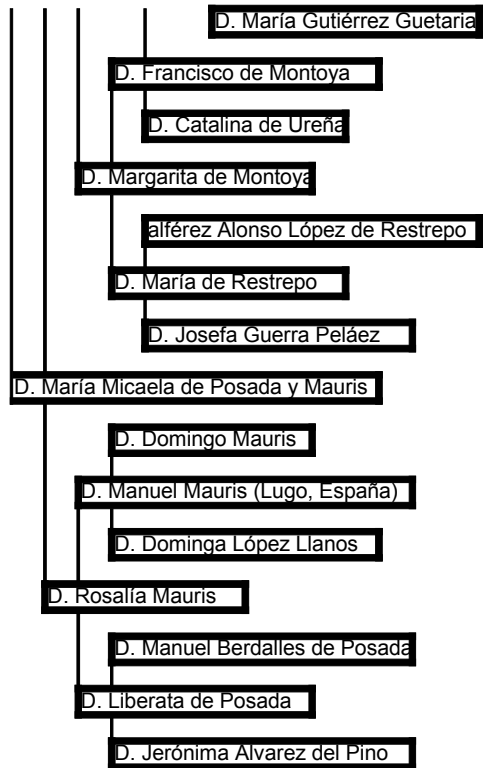 D. María Gutiérrez Guetaria
D. Francisco de Montoya
D. Catalina de Ureña
D. Margarita de Montoya
alférez Alonso López de Restrepo
D. María de Restrepo
D. Josefa Guerra Peláez
D. María Micaela de Posada y Mauris
D. Domingo Mauris
D. Manuel Mauris (Lugo, España)
D. Dominga López Llanos
D. Rosalía Mauris
D. Manuel Berdalles de Posada
D. Liberata de Posada
D. Jerónima Alvarez del Pino